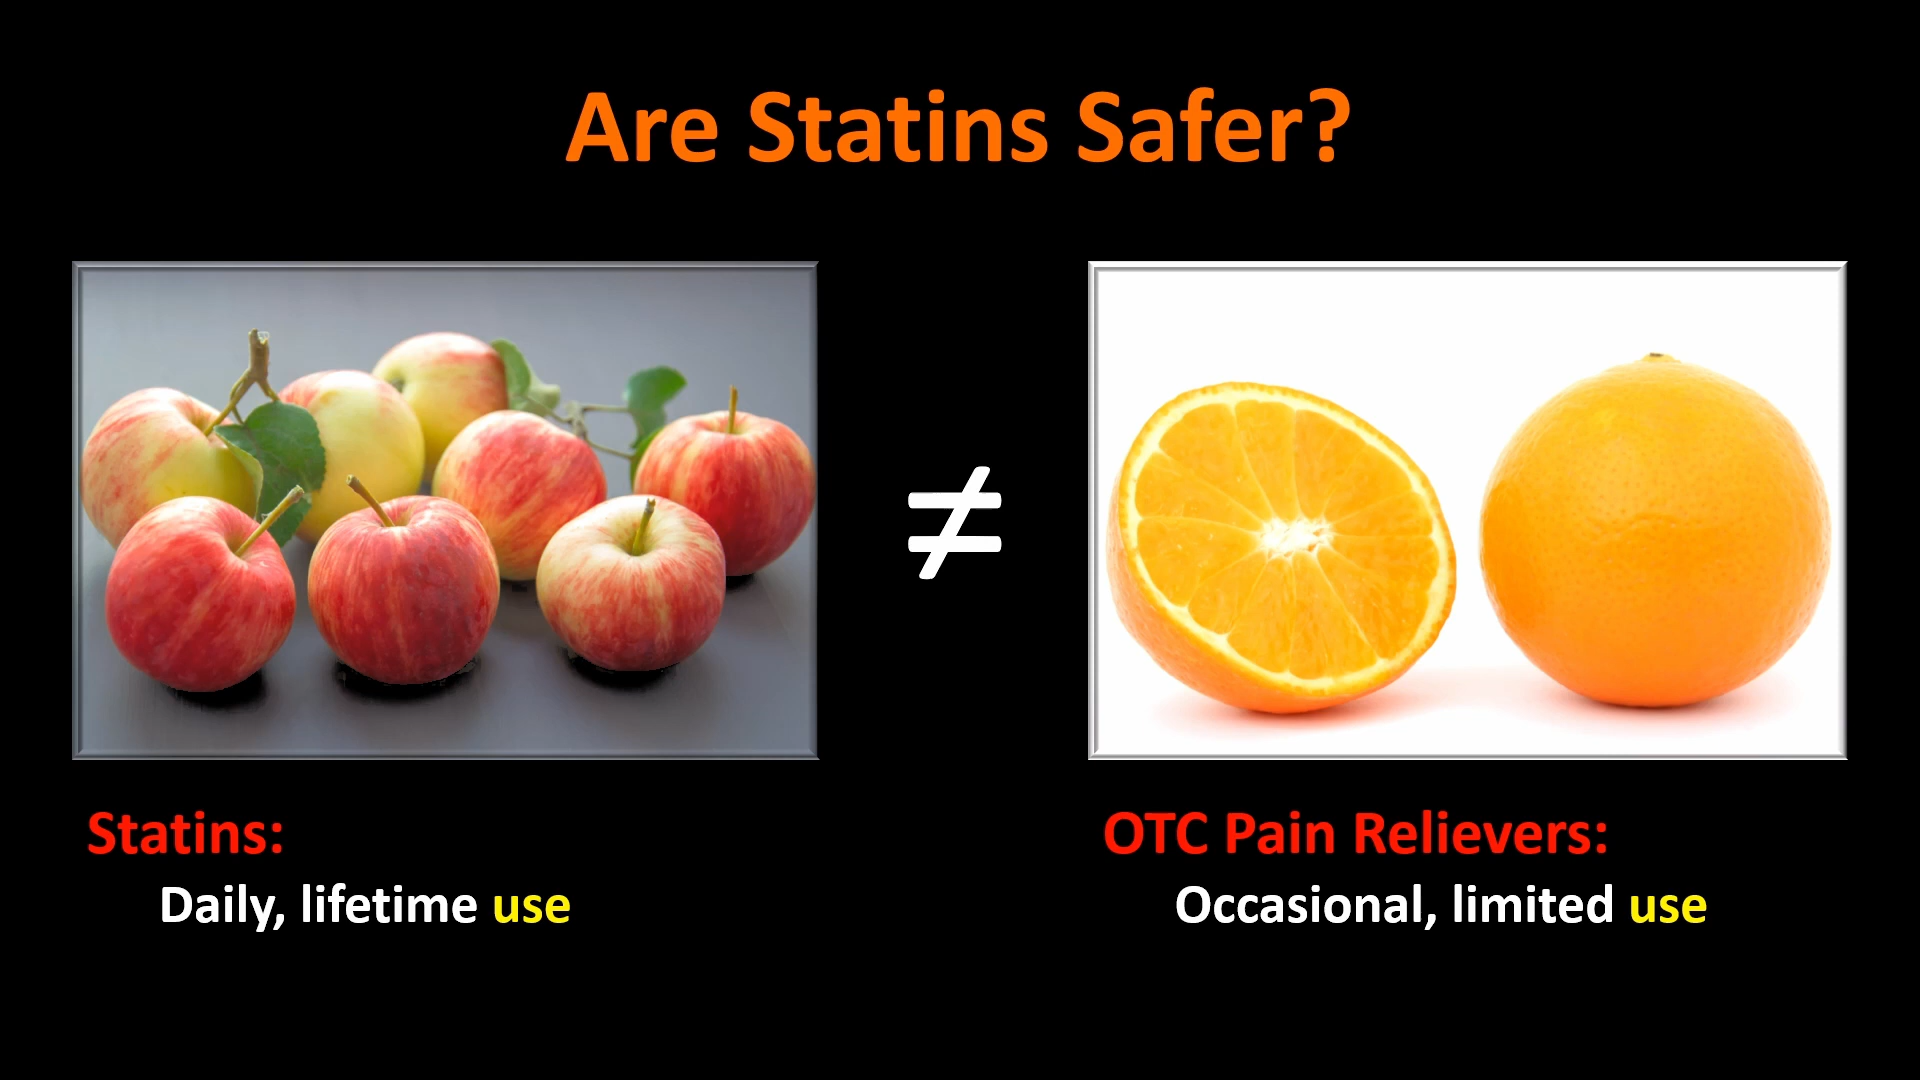 Are Statins Safer?
≠
Statins:
Daily, lifetime use
OTC Pain Relievers:
Occasional, limited use